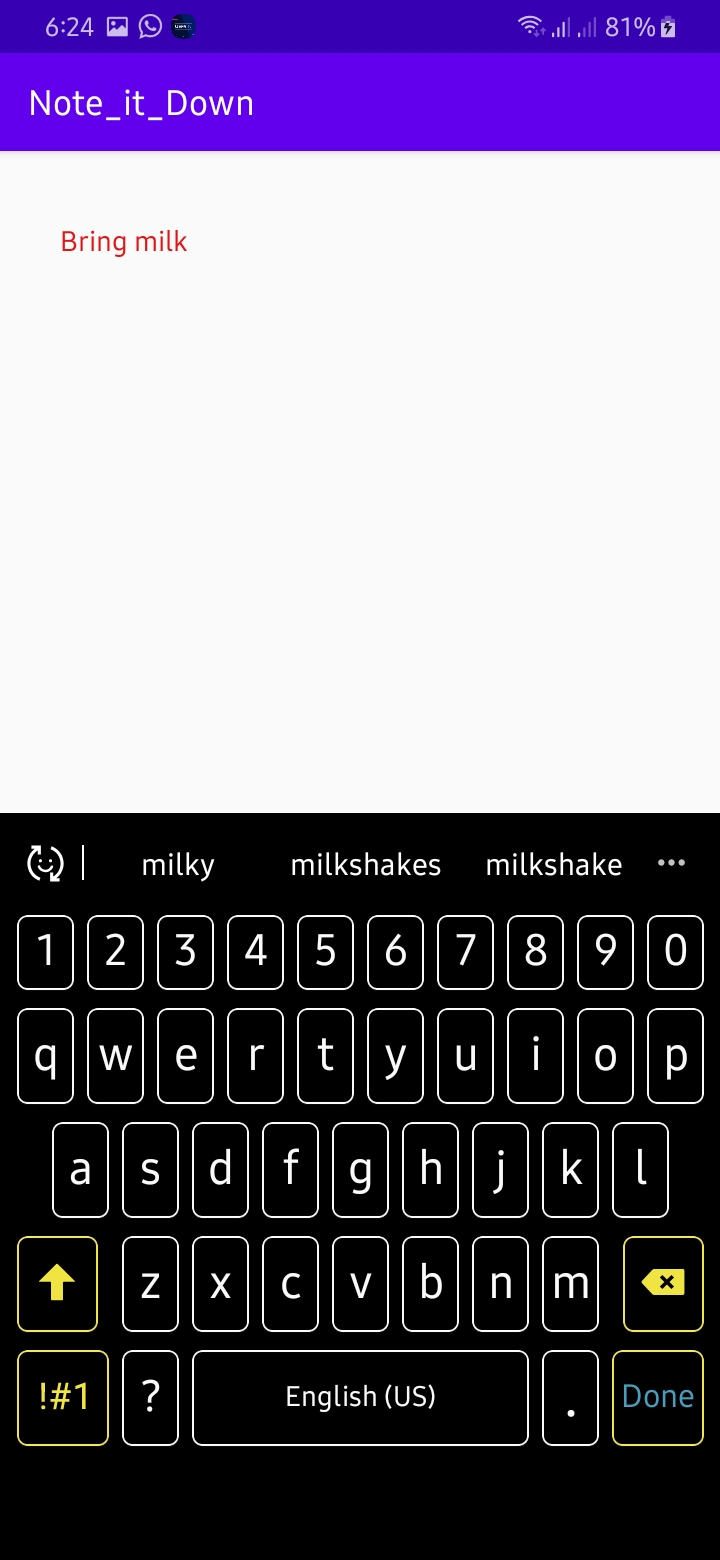 6:24 81%
Note_it_Down
Bring milk
milky milkshakes milkshake •••
1 2 3 4 5 6 7 8 9 0
q w e r t y u i o p
a s d f g h j k l
z x c v b n m
!#1 ? English (US) . Done